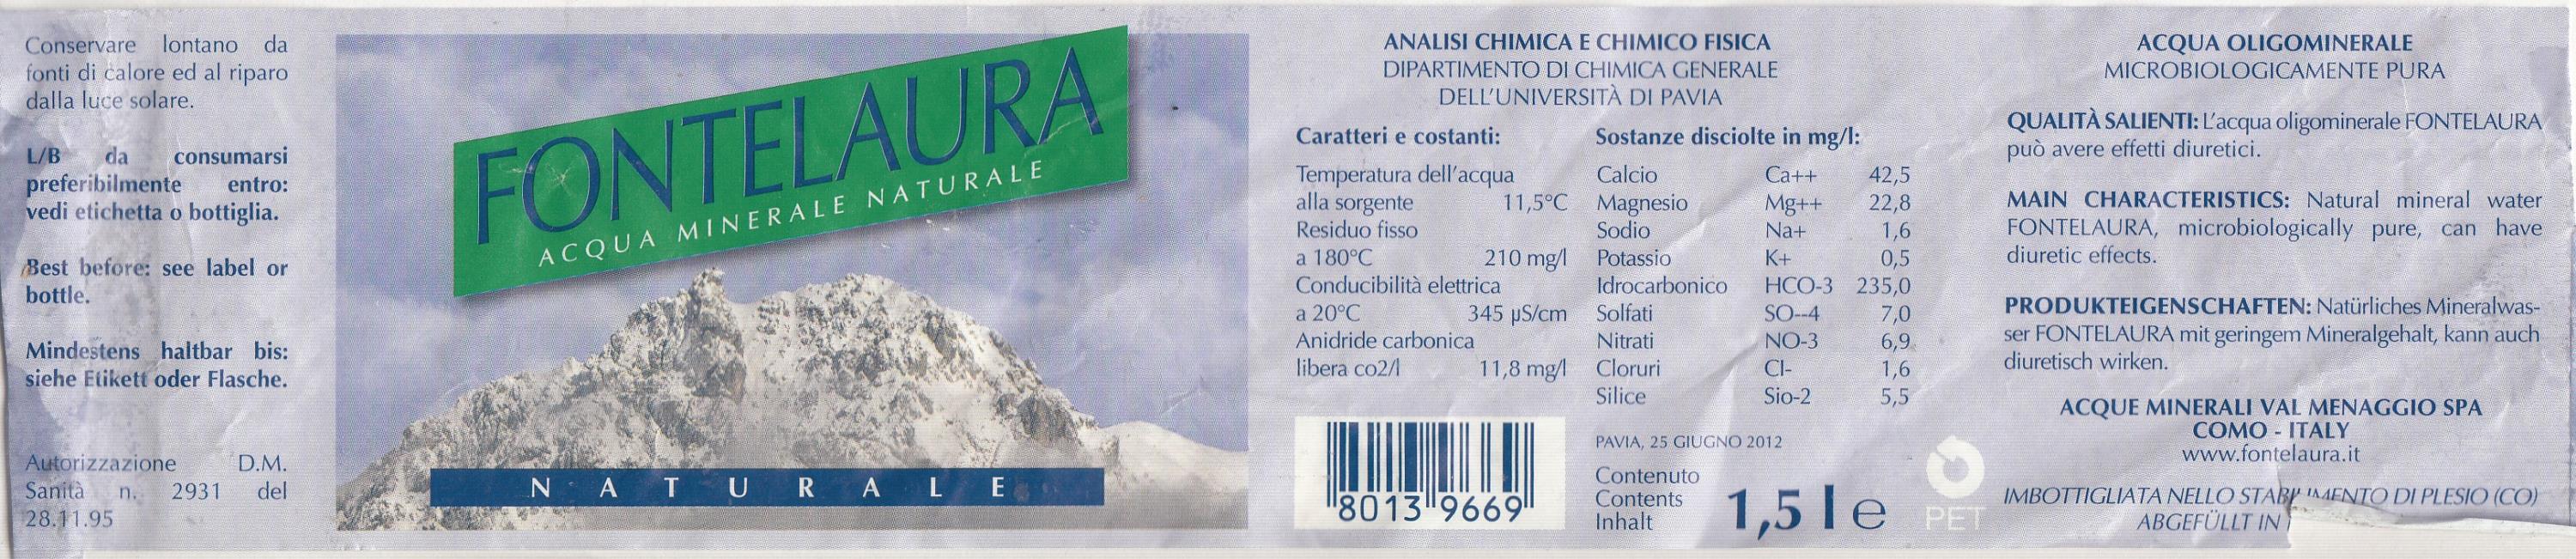 Conservare lontano da
fonti di calore ed al riparo
dalla luce solare.
L/B da consumarsi
preferibilmente entro:
vedi etichetta o bottiglia.
Best before: see label or
bottle.
Mindestens haltbar bis:
siehe Etikett oder Flasche.
Autorizzazione D.M.
Sanità n. 2931 del
28.11.95
FONTELAURA
ACQUA MINERALE NATURALE
NATURALE
ANALISI CHIMICA E CHIMICO FISICA
DIPARTIMENTO DI CHIMICA GENERALE
DELL'UNIVERSITÀ DI PAVIA
Caratteri e costanti:
Temperatura dell'acqua
alla sorgente 11,5°C
Residuo fisso
a 180°C 210 mg/l
Conducibilità elettrica
a 20°C 345 µS/cm
Anidride carbonica
libera co2/l 11,8 mg/l
80139669
Sostanze disciolte in mg/l:
Calcio Ca++ 42,5
Magnesio Mg++ 22,8
Sodio Na+ 1,6
Potassio K+ 0,5
Idrocarbonico HCO-3 235,0
Solfati SO--4 7,0
Nitrati NO-3 6,9
Cloruri Cl- 1,6
Silice Sio-2 5,5
PAVIA, 25 GIUGNO 2012
Contenuto
Contents
Inhalt
1,5 l e
PET
ACQUA OLIGOMINERALE
MICROBIOLOGICAMENTE PURA
QUALITÀ SALIENTI: L'acqua oligominerale FONTELAURA
può avere effetti diuretici.
MAIN CHARACTERISTICS: Natural mineral water
FONTELAURA, microbiologically pure, can have
diuretic effects.
PRODUKTEIGENSCHAFTEN: Natürliches Mineralwas-
ser FONTELAURA mit geringem Mineralgehalt, kann auch
diuretisch wirken.
ACQUE MINERALI VAL MENAGGIO SPA
COMO - ITALY
www.fontelaura.it
IMBOTTIGLIATA NELLO DI PLESIO (CO)
ABGEFÜLLT IN